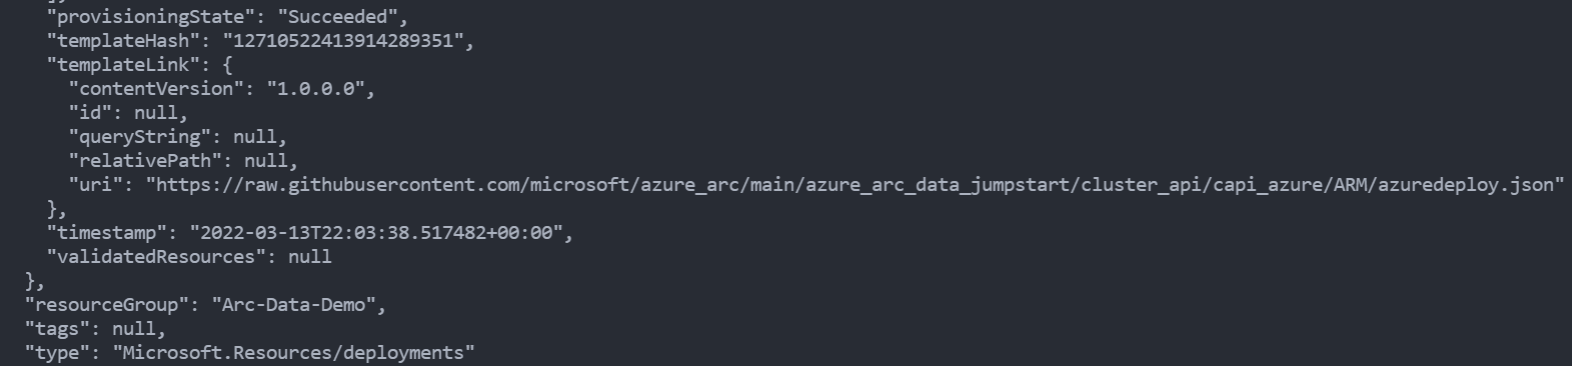 ],
"provisioningState": "Succeeded",
"templateHash": "12710522413914289351",
"templateLink": {
"contentVersion": "1.0.0.0",
"id": null,
"queryString": null,
"relativePath": null,
"uri": "https://raw.githubusercontent.com/microsoft/azure_arc/main/azure_arc_data_jumpstart/cluster_api/capi_azure/ARM/azuredeploy.json"
},
"timestamp": "2022-03-13T22:03:38.517482+00:00",
"validatedResources": null
},
"resourceGroup": "Arc-Data-Demo",
"tags": null,
"type": "Microsoft.Resources/deployments"